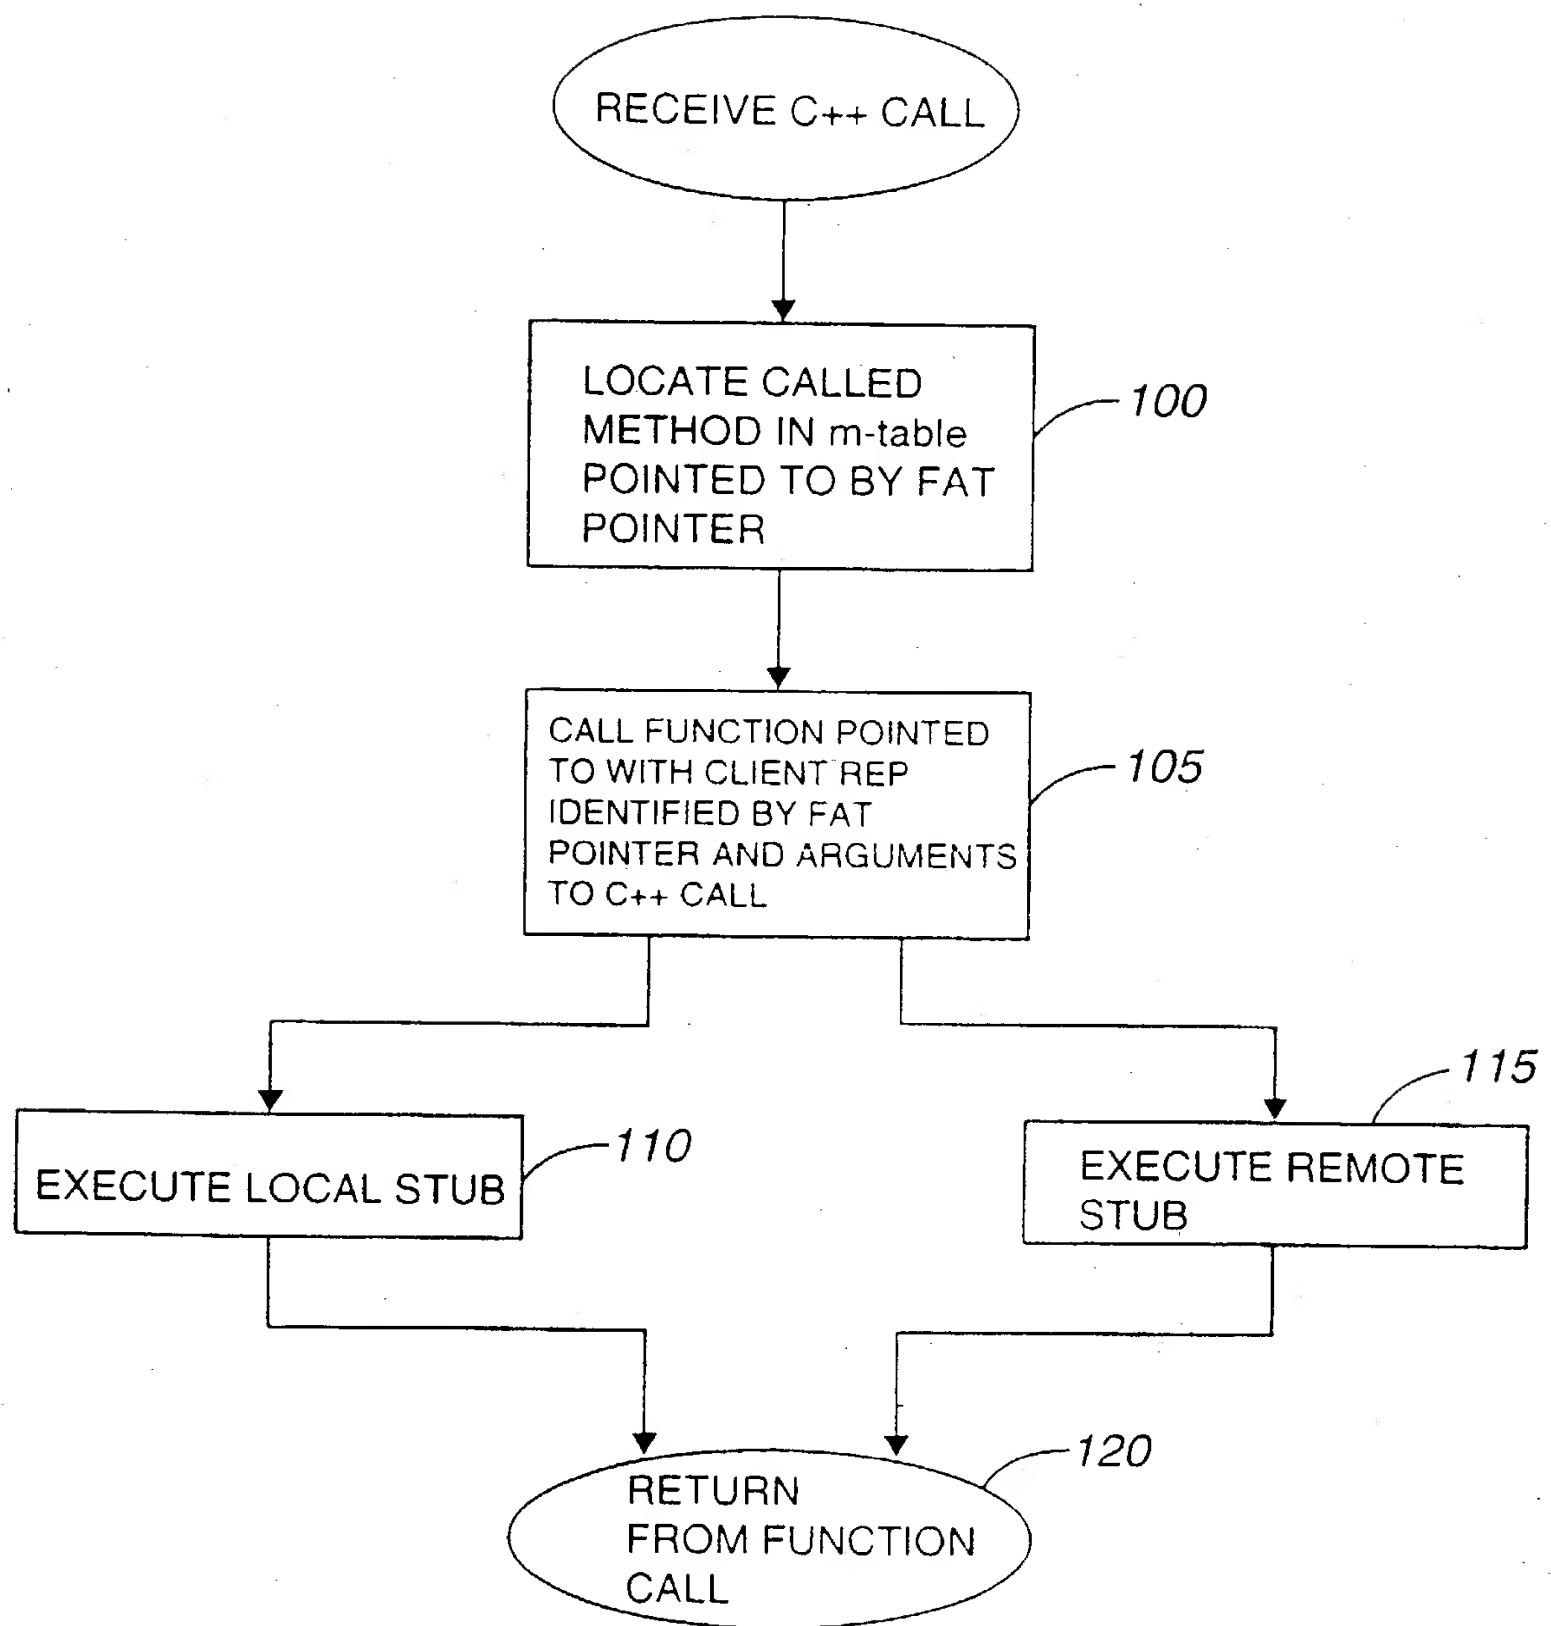 RECEIVE C++ CALL
LOCATE CALLED
METHOD IN m-table
POINTED TO BY FAT
POINTER
100
CALL FUNCTION POINTED
TO WITH CLIENT REP
IDENTIFIED BY FAT
POINTER AND ARGUMENTS
TO C++ CALL
105
EXECUTE LOCAL STUB
110
EXECUTE REMOTE
STUB
115
RETURN
FROM FUNCTION
CALL
120